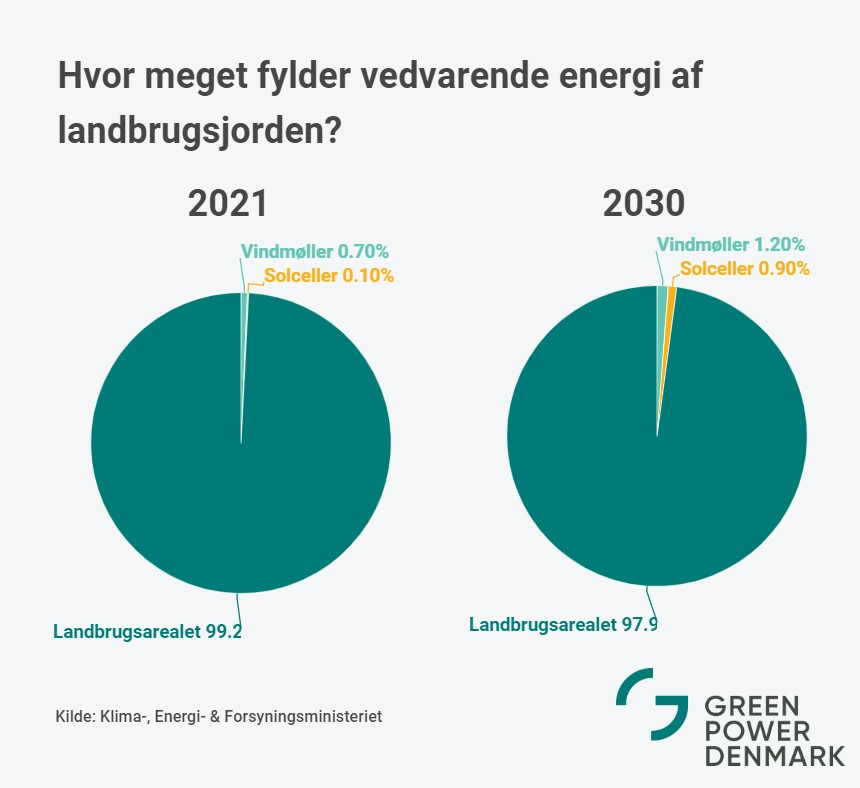 Hvor meget fylder vedvarende energi af
landbrugsjorden?
2021
Vindmøller 0.70%
Solceller 0.10%
Landbrugsarealet 99.2
2030
Vindmøller 1.20%
Solceller 0.90%
Landbrugsarealet 97.9
Kilde: Klima-, Energi- & Forsyningsministeriet
GREEN
POWER
DENMARK